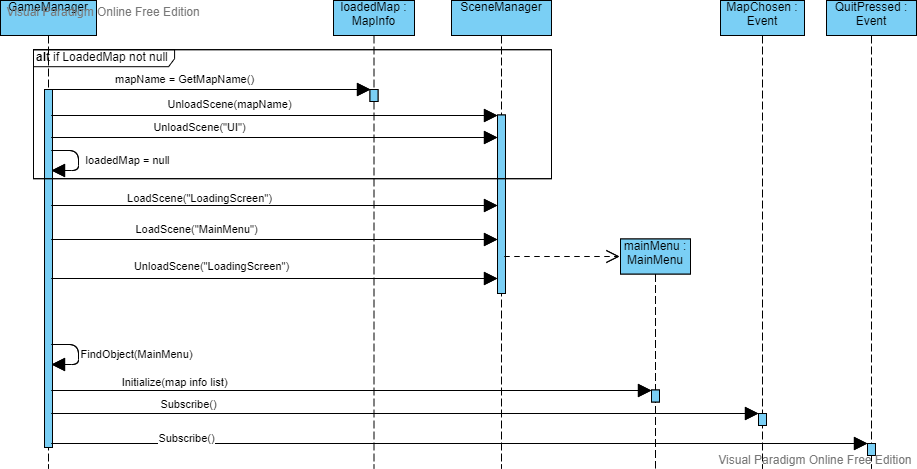 GameManager
Visual Paradigm Online Free Edition
loadedMap :
MapInfo
SceneManager
MapChosen :
Event
QuitPressed :
Event
alt if LoadedMap not null
mapName = GetMapName()
UnloadScene(mapName)
UnloadScene("UI")
loadedMap = null
LoadScene("LoadingScreen")
LoadScene("MainMenu")
mainMenu :
MainMenu
UnloadScene("LoadingScreen")
FindObject(MainMenu)
Initialize(map info list)
Subscribe()
Subscribe()
Visual Paradigm Online Free Edition